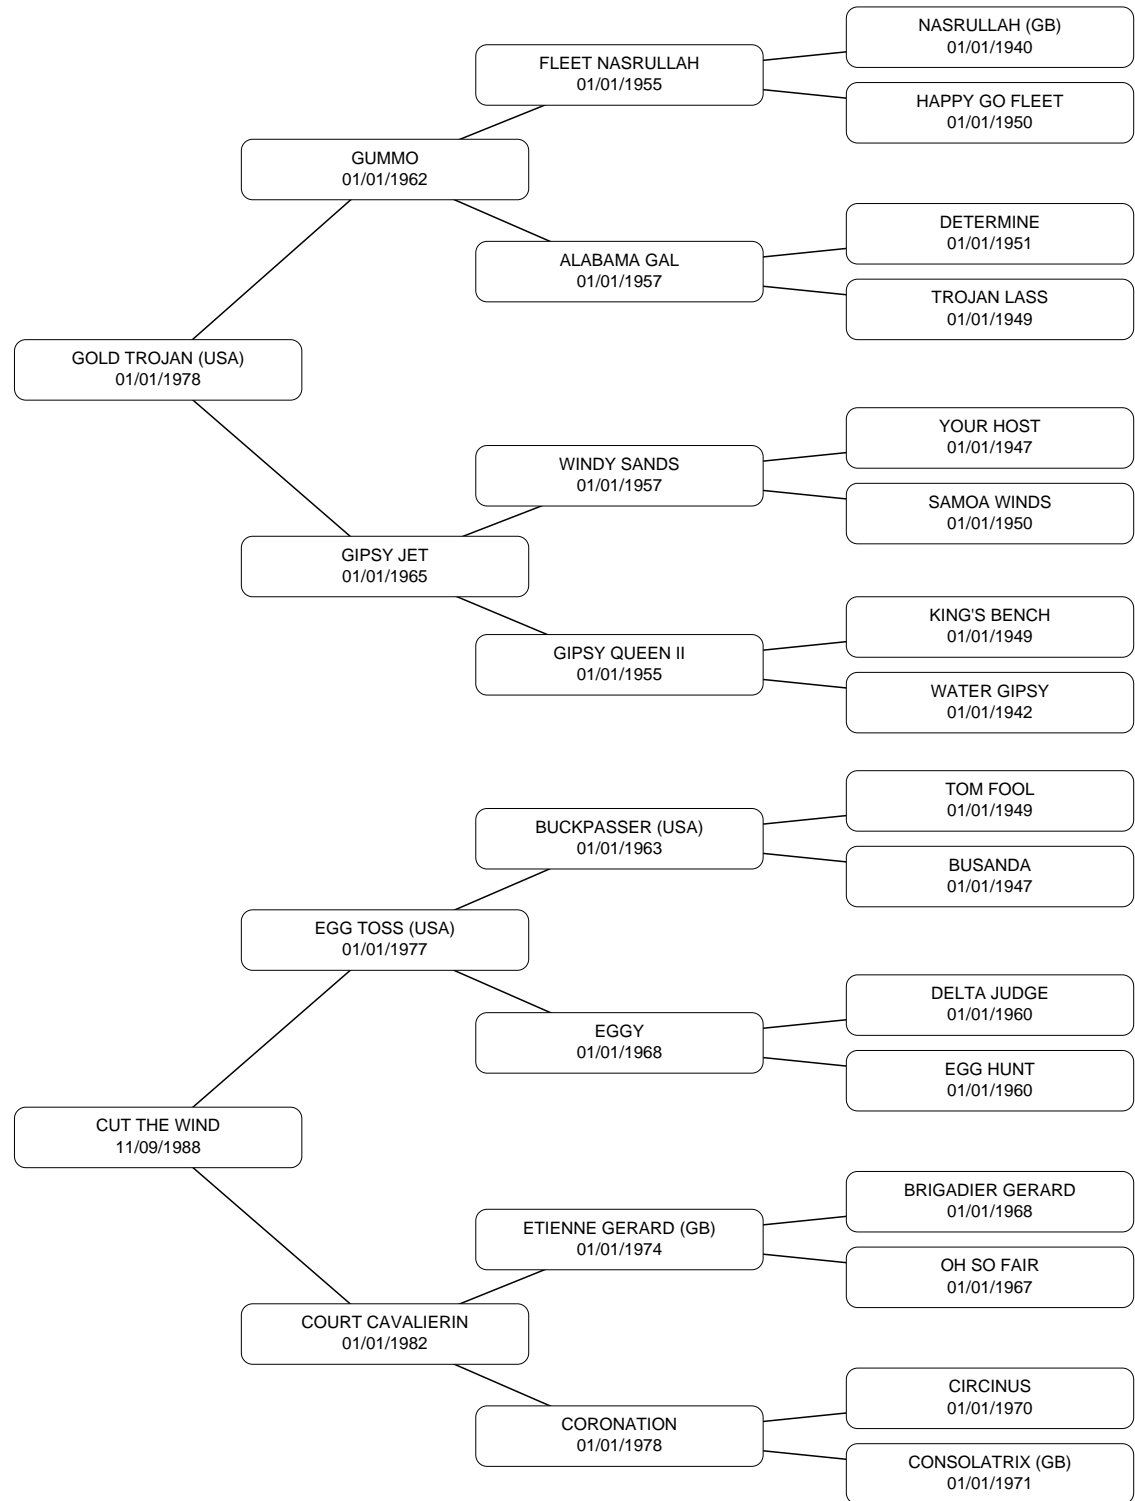 NASRULLAH (GB)
01/01/1940
FLEET NASRULLAH
01/01/1955
HAPPY GO FLEET
01/01/1950
GUMMO
01/01/1962
DETERMINE
01/01/1951
ALABAMA GAL
01/01/1957
TROJAN LASS
01/01/1949
GOLD TROJAN (USA)
01/01/1978
YOUR HOST
01/01/1947
WINDY SANDS
01/01/1957
SAMOA WINDS
01/01/1950
GIPSY JET
01/01/1965
KING'S BENCH
01/01/1949
GIPSY QUEEN II
01/01/1955
WATER GIPSY
01/01/1942
TOM FOOL
01/01/1949
BUCKPASSER (USA)
01/01/1963
BUSANDA
01/01/1947
EGG TOSS (USA)
01/01/1977
DELTA JUDGE
01/01/1960
EGGY
01/01/1968
EGG HUNT
01/01/1960
CUT THE WIND
11/09/1988
BRIGADIER GERARD
01/01/1968
ETIENNE GERARD (GB)
01/01/1974
OH SO FAIR
01/01/1967
COURT CAVALIERIN
01/01/1982
CIRCINUS
01/01/1970
CORONATION
01/01/1978
CONSOLATRIX (GB)
01/01/1971